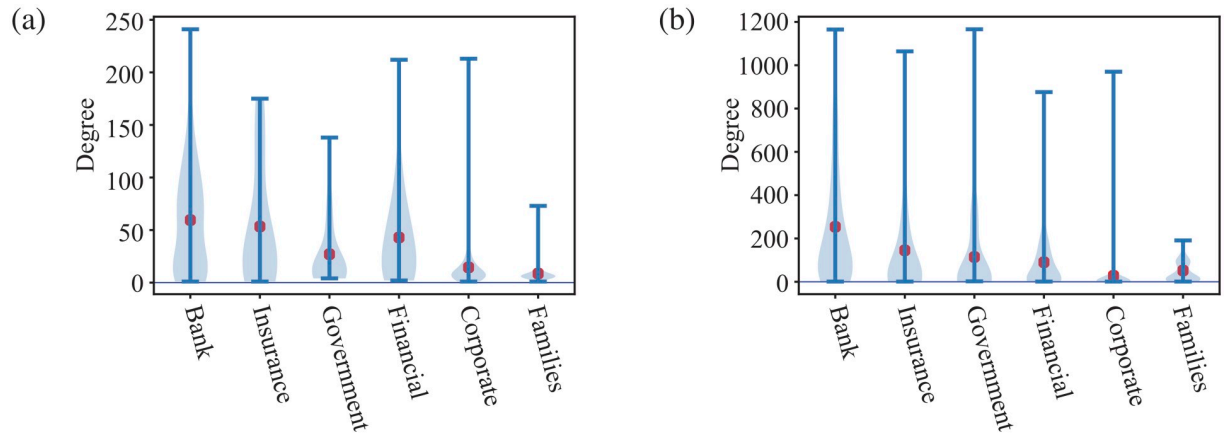 (a)
250
200
150
100
50
0
Degree
Bank
Insurance
Government
Financial
Corporate
Families
(b)
1200
1000
800
600
400
200
0
Degree
Bank
Insurance
Government
Financial
Corporate
Families